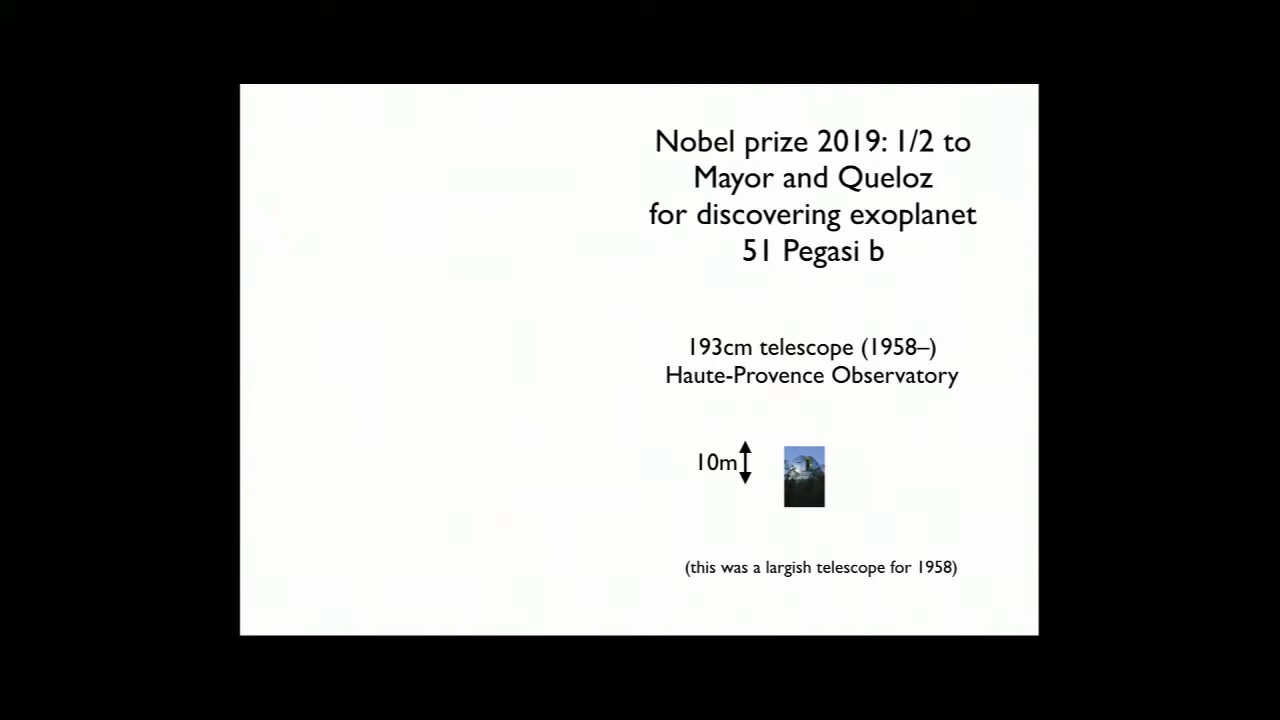 Nobel prize 2019: 1/2 to
Mayor and Queloz
for discovering exoplanet
51 Pegasi b
193cm telescope (1958–)
Haute-Provence Observatory
10m
(this was a largish telescope for 1958)